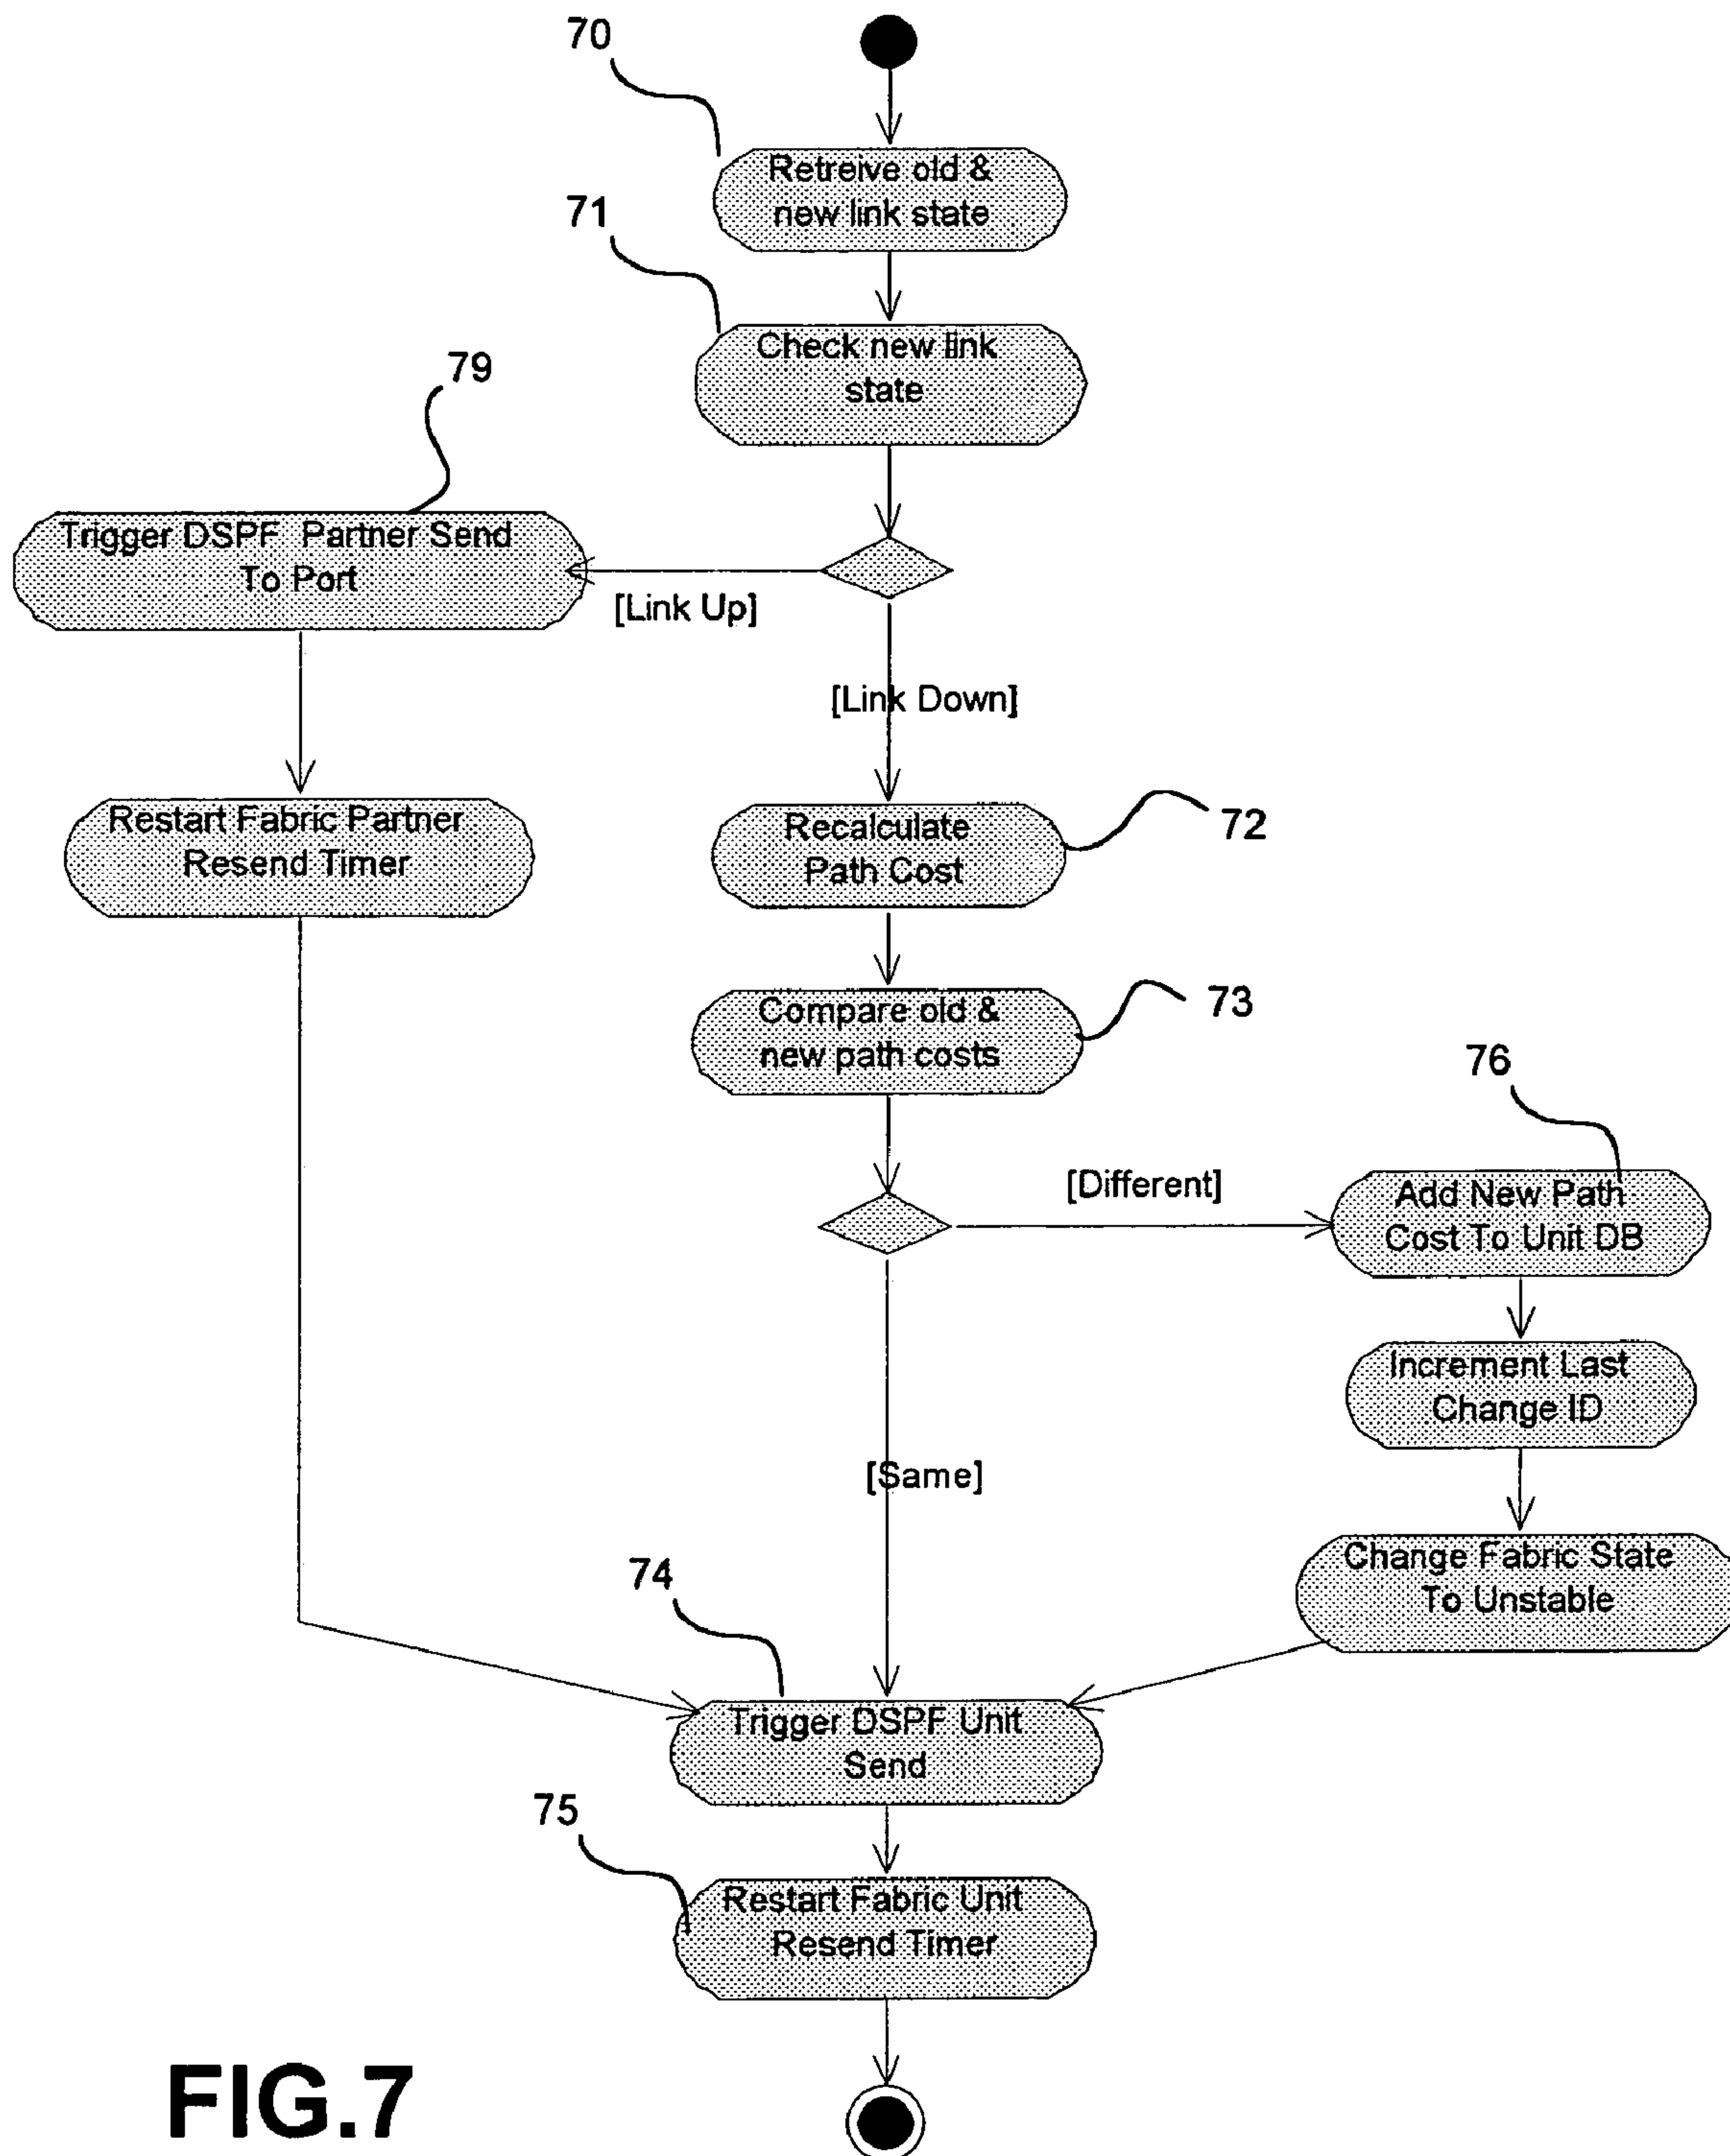 70
Retreive old &
new link state
71
Check new link
state
79
Trigger DSPF Partner Send
To Port
[Link Up]
[Link Down]
Restart Fabric Partner
Resend Timer
Recalculate
Path Cost
72
Compare old &
new path costs
73
76
[Different]
Add New Path
Cost To Unit DB
Increment Last
Change ID
[Same]
Change Fabric State
To Unstable
74
Trigger DSPF Unit
Send
75
Restart Fabric Unit
Resend Timer
FIG.7